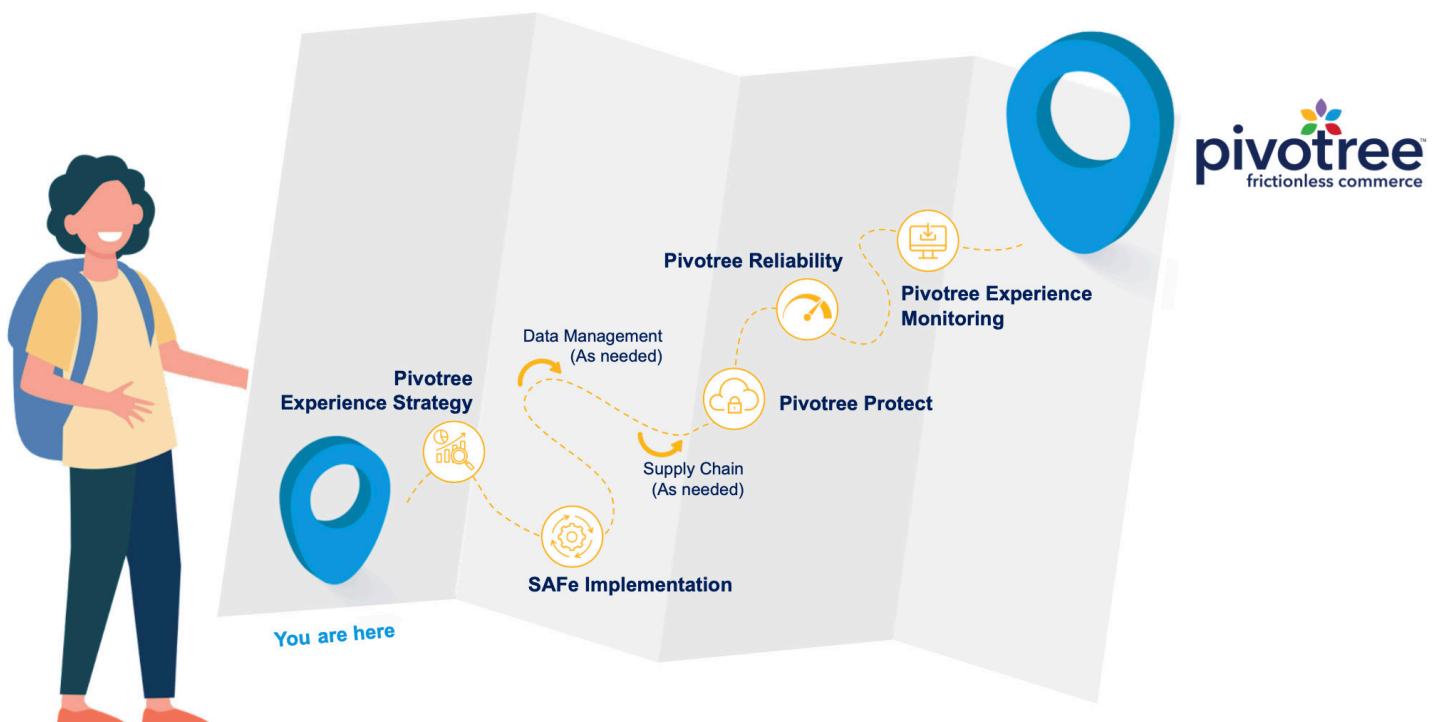 pivotree™
frictionless commerce
Pivotree Reliability
Pivotree Experience
Monitoring
Data Management
(As needed)
Pivotree
Experience Strategy
Pivotree Protect
Supply Chain
(As needed)
SAFe Implementation
You are here